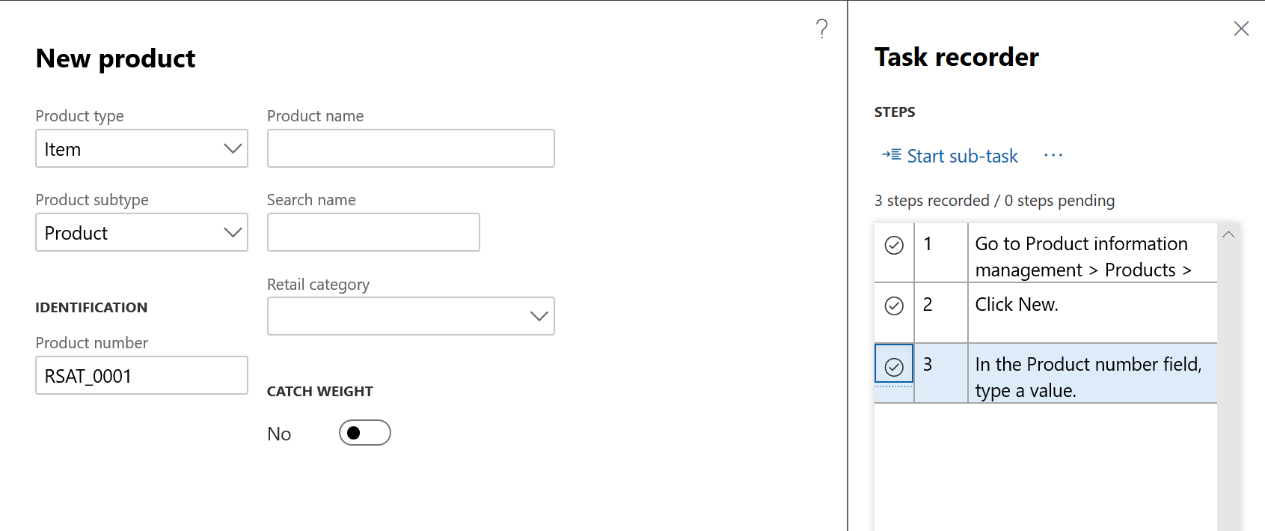 ?
New product
Product type
Product name
Item
Product subtype
Search name
Product
Retail category
IDENTIFICATION
Product number
RSAT_0001
CATCH WEIGHT
No
Task recorder
STEPS
Start sub-task
···
3 steps recorded / 0 steps pending
1
Go to Product information
management > Products >
2
Click New.
3
In the Product number field,
type a value.